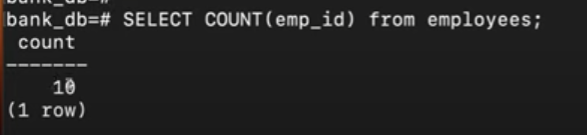 bank_db=# SELECT COUNT(emp_id) from employees;
count
-------
10
(1 row)